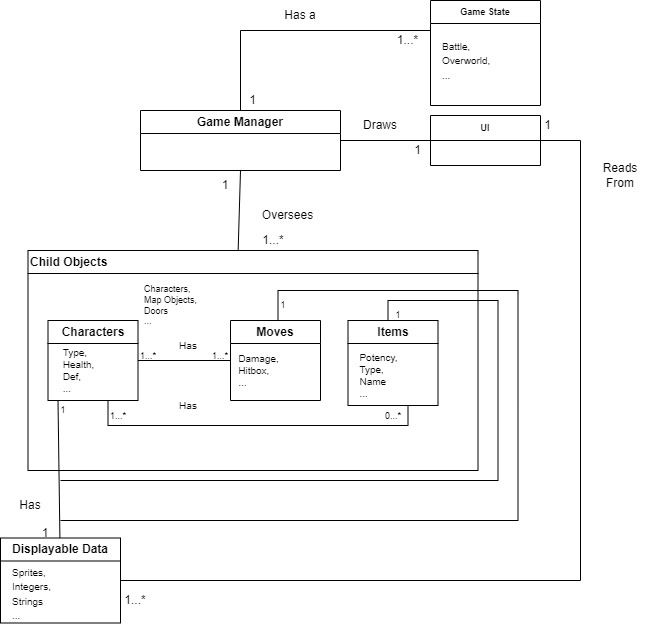 Has a
Game State
1...*
Battle,
Overworld,
...
1
Game Manager
Draws
UI
1
1
Reads
From
1
Oversees
1...*
Child Objects
Characters,
Map Objects,
Doors
...
1
1
Characters
Moves
Items
Type,
Health,
Def,
...
Has
1...*
1...*
Damage,
Hitbox,
...
Potency,
Type,
Name
...
1
1...*
Has
0...*
Has
1
Displayable Data
Sprites,
Integers,
Strings
...
1...*